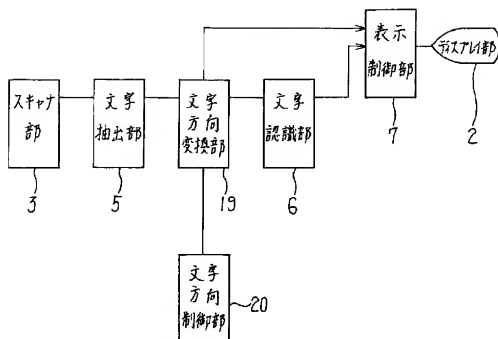 表示
制御部
7
ディスプレイ部
2
スキャナ
部
3
文字
抽出部
5
文字
方向
変換部
19
文字
認識部
6
文字
方向
制御部
20